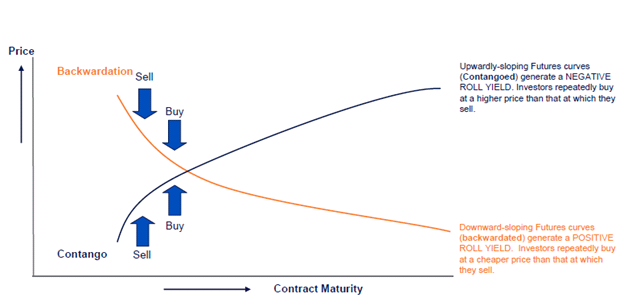 Price
Backwardation
Sell
Buy
Upwardly-sloping Futures curves
(Contangoed) generate a NEGATIVE
ROLL YIELD. Investors repeatedly buy
at a higher price than that at which they
sell.
Buy
Contango
Sell
Downward-sloping Futures curves
(backwardated) generate a POSITIVE
ROLL YIELD. Investors repeatedly buy
at a cheaper price than that at which
they sell.
Contract Maturity